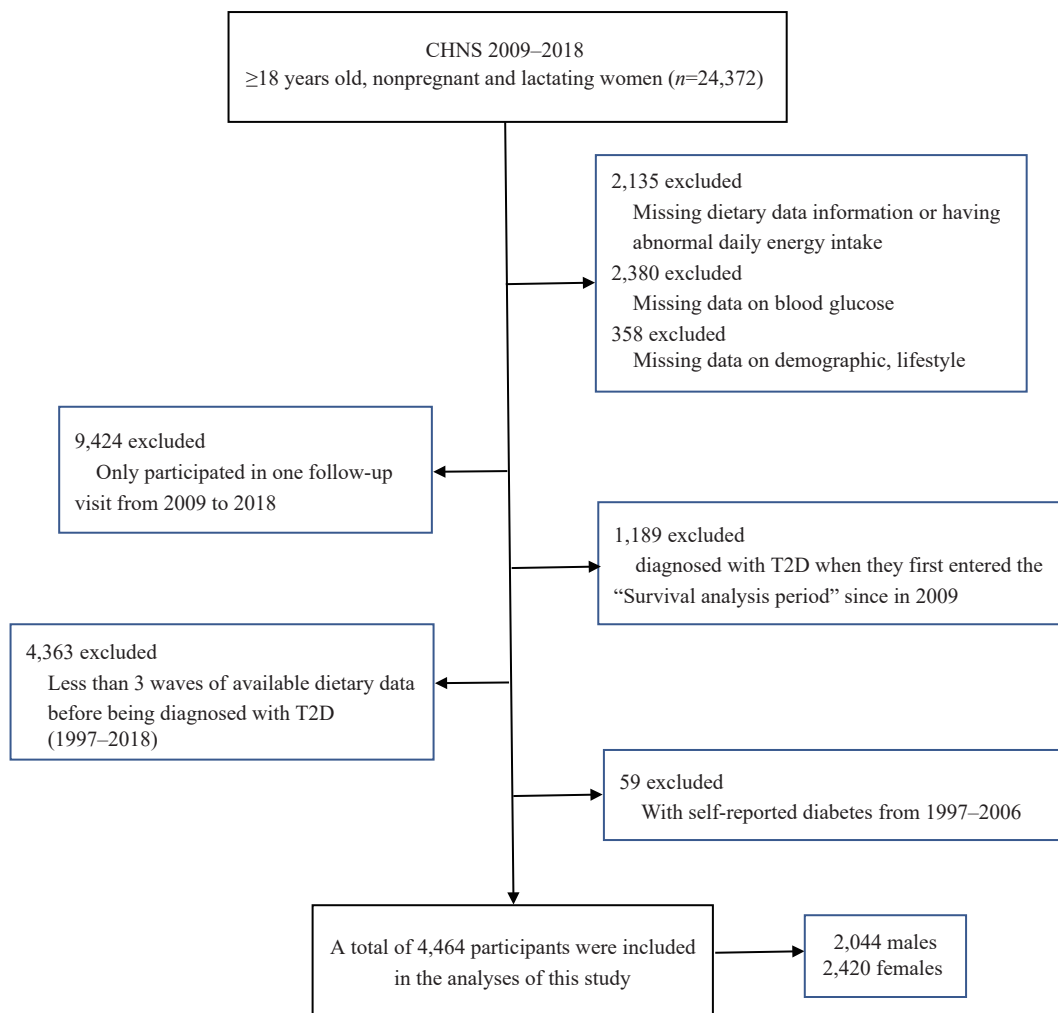 CHNS 2009–2018
≥18 years old, nonpregnant and lactating women (n=24,372)
2,135 excluded
Missing dietary data information or having
abnormal daily energy intake
2,380 excluded
Missing data on blood glucose
358 excluded
Missing data on demographic, lifestyle
9,424 excluded
Only participated in one follow-up
visit from 2009 to 2018
1,189 excluded
diagnosed with T2D when they first entered the
“Survival analysis period” since in 2009
4,363 excluded
Less than 3 waves of available dietary data
before being diagnosed with T2D
(1997–2018)
59 excluded
With self-reported diabetes from 1997–2006
A total of 4,464 participants were included
in the analyses of this study
2,044 males
2,420 females